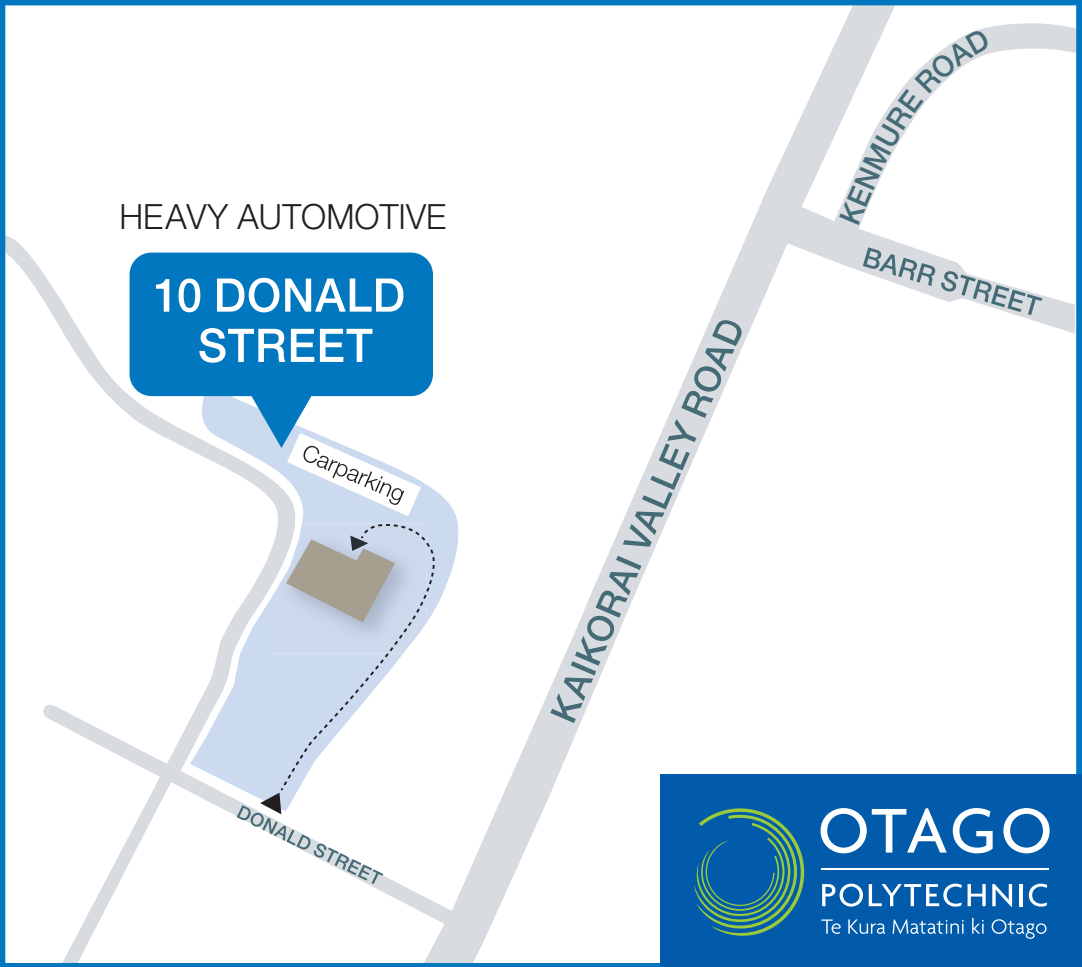 HEAVY AUTOMOTIVE
10 DONALD
STREET
Carparking
KENMURE ROAD
BARR STREET
KAIKORAI VALLEY ROAD
DONALD STREET
OTAGO
POLYTECHNIC
Te Kura Matatini ki Otago